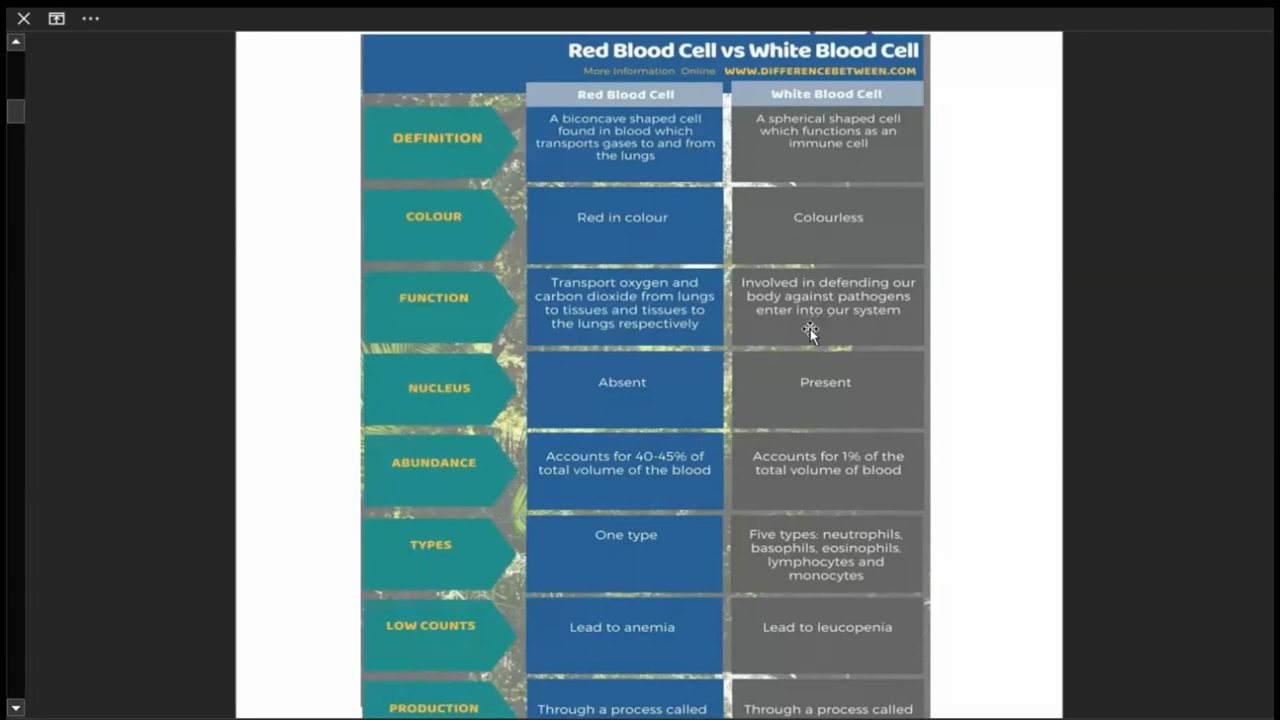 Red Blood Cell vs White Blood Cell
More Information Online WWW.DIFFERENCEBETWEEN.COM
Red Blood Cell
White Blood Cell
DEFINITION
A biconcave shaped cell
found in blood which
transports gases to and from
the lungs
A spherical shaped cell
which functions as an
immune cell
COLOUR
Red in colour
Colourless
FUNCTION
Transport oxygen and
carbon dioxide from lungs
to tissues and tissues to
the lungs respectively
Involved in defending our
body against pathogens
enter into our system
NUCLEUS
Absent
Present
ABUNDANCE
Accounts for 40-45% of
total volume of the blood
Accounts for 1% of the
total volume of blood
TYPES
One type
Five types: neutrophils,
basophils, eosinophils,
lymphocytes and
monocytes
LOW COUNTS
Lead to anemia
Lead to leucopenia
PRODUCTION
Through a process called
Through a process called